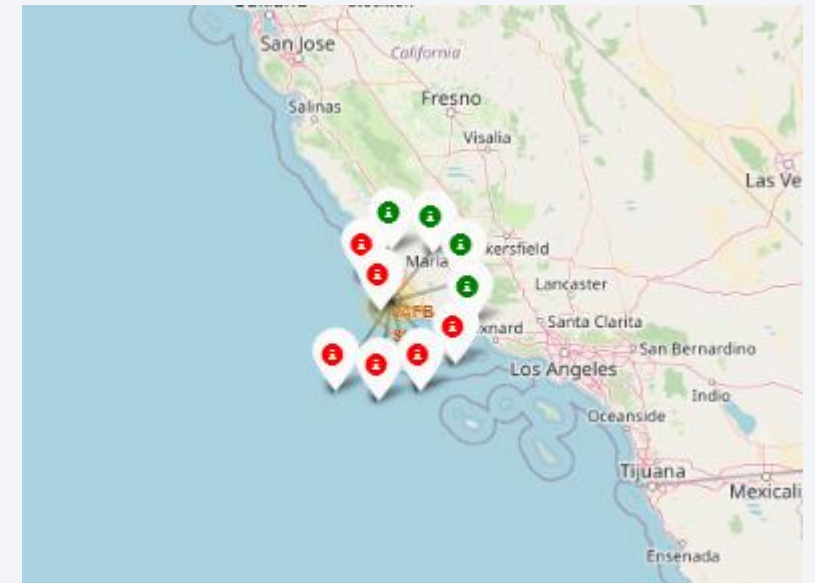 San Jose
California
Salinas
Fresno
Visalia
Las Ve
kersfield
Maria
Lancaster
AFB
xnard
Santa Clarita
San Bernardino
Los Angeles
Indio
Oceanside
Tijuana
Mexicali
Ensenada